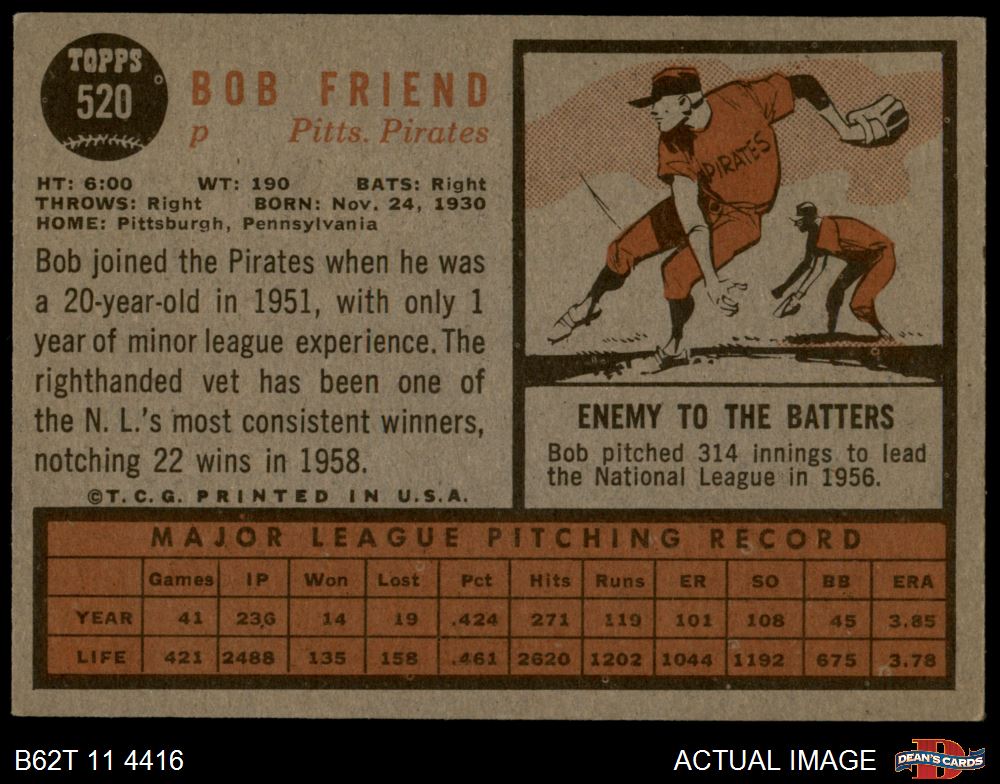 TOPPS
520
BOB FRIEND
p Pitts. Pirates
HT: 6:00 WT: 190 BATS: Right
THROWS: Right BORN: Nov. 24, 1930
HOME: Pittsburgh, Pennsylvania
Bob joined the Pirates when he was
a 20-year-old in 1951, with only 1
year of minor league experience. The
righthanded vet has been one of
the N. L.'s most consistent winners,
notching 22 wins in 1958.
©T. C. G. PRINTED IN U.S.A.
PIRATES
ENEMY TO THE BATTERS
Bob pitched 314 innings to lead
the National League in 1956.
MAJOR LEAGUE PITCHING RECORD
Games IP Won Lost Pct Hits Runs ER SO BB ERA
YEAR 41 236 14 19 .424 271 119 101 108 45 3.85
LIFE 421 2488 135 158 .461 2620 1202 1044 1192 675 3.78
B62T 11 4416
ACTUAL IMAGE
D
DEAN'S CARDS